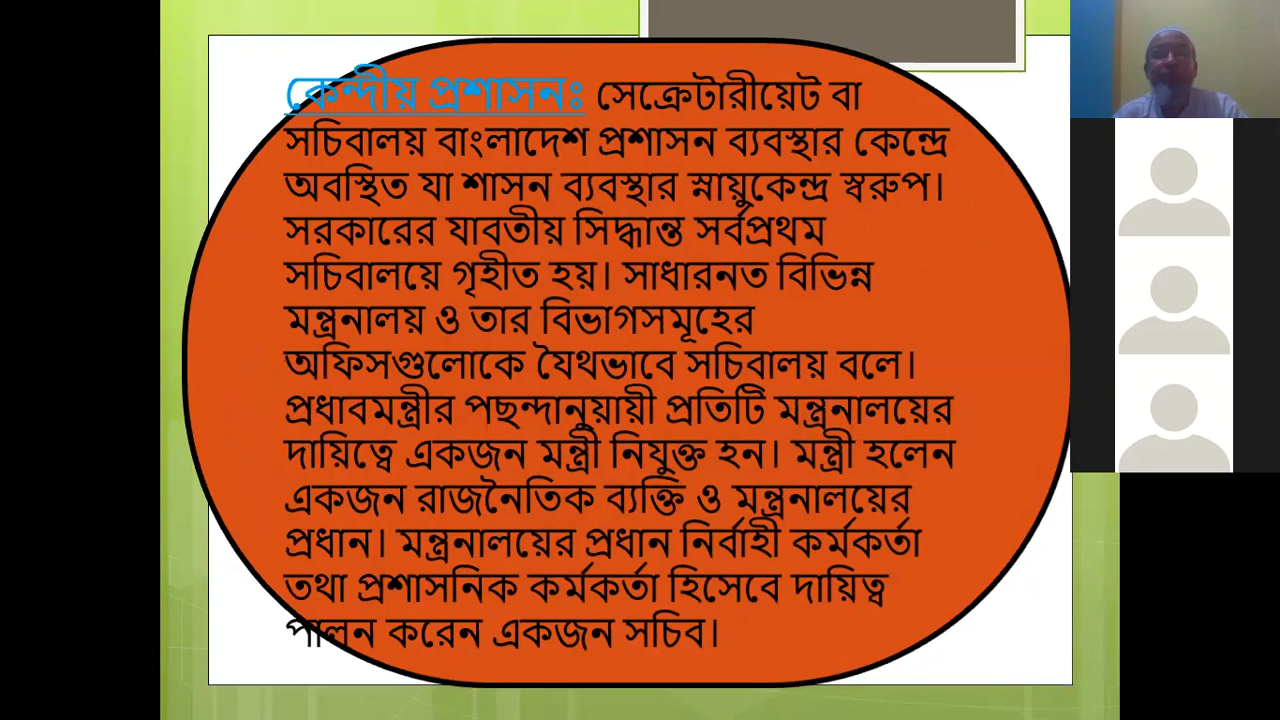 কেন্দীয় প্রশাসনঃ সেক্রেটারীয়েট বা
সচিবালয় বাংলাদেশ প্রশাসন ব্যবস্থার কেন্দ্রে
অবস্থিত যা শাসন ব্যবস্থার স্নায়ুকেন্দ্র স্বরুপ।
সরকারের যাবতীয় সিদ্ধান্ত সর্বপ্রথম
সচিবালয়ে গৃহীত হয়। সাধারনত বিভিন্ন
মন্ত্রনালয় ও তার বিভাগসমূহের
অফিসগুলোকে যৈথভাবে সচিবালয় বলে।
প্রধাবমন্ত্রীর পছন্দানুয়ায়ী প্রতিটি মন্ত্রনালয়ের
দায়িত্বে একজন মন্ত্রী নিযুক্ত হন। মন্ত্রী হলেন
একজন রাজনৈতিক ব্যক্তি ও মন্ত্রনালয়ের
প্রধান। মন্ত্রনালয়ের প্রধান নির্বাহী কর্মকর্তা
তথা প্রশাসনিক কর্মকর্তা হিসেবে দায়িত্ব
পালন করেন একজন সচিব।